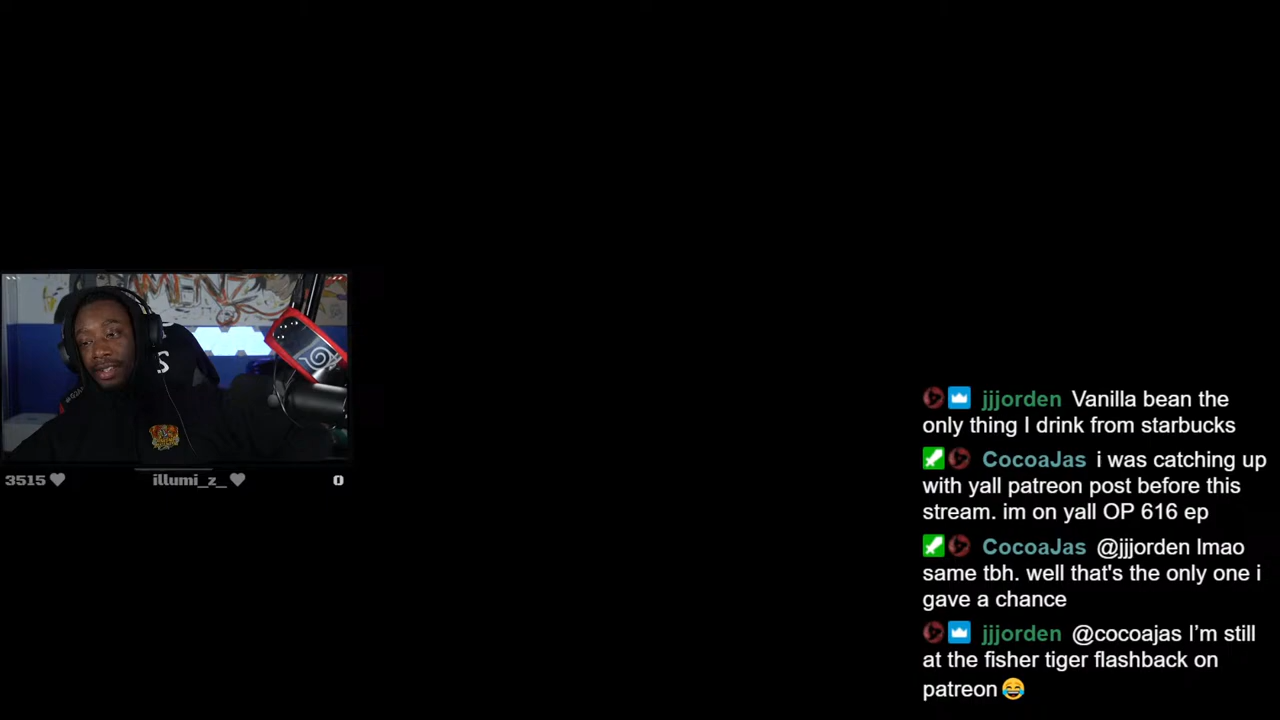 MENZ
S
3515
illumi_z_
0
jjjorden Vanilla bean the
only thing I drink from starbucks
CocoaJas i was catching up
with yall patreon post before this
stream. im on yall OP 616 ep
CocoaJas @jjjorden lmao
same tbh. well that's the only one i
gave a chance
jjjorden @cocoajas I’m still
at the fisher tiger flashback on
patreon😂